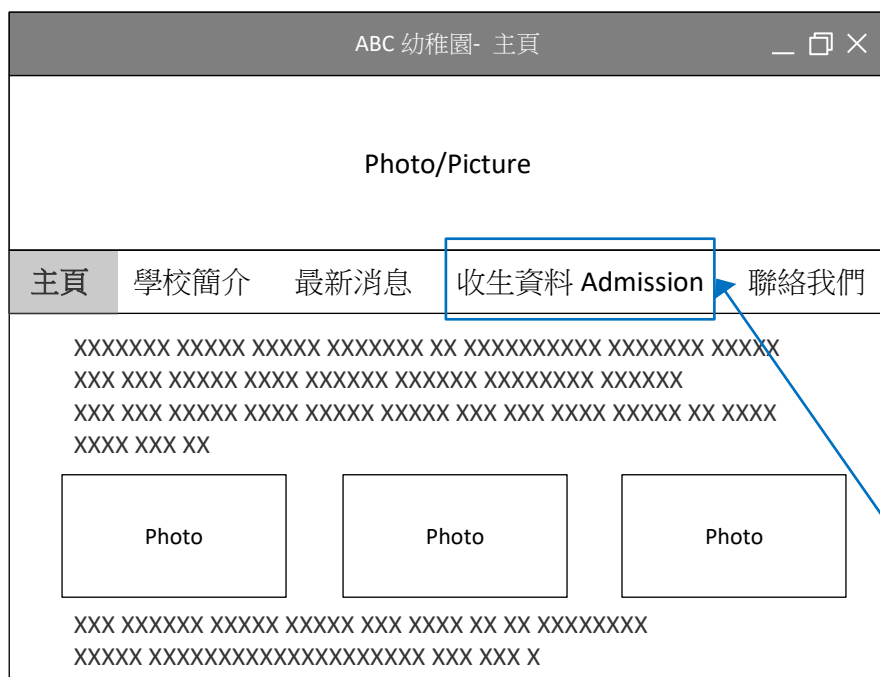 ABC 幼稚園- 主頁
Photo/Picture
主頁 學校簡介 最新消息 收生資料 Admission 聯絡我們
XXXXXXX XXXXX XXXXX XXXXXXX XX XXXXXXXXXX XXXXXXX XXXXX
XXX XXX XXXXX XXXX XXXXXX XXXXXX XXXXXXXX XXXXXX
XXX XXX XXXXX XXXX XXXXX XXXXX XXX XXX XXXX XXXXX XX XXXX
XXXX XXX XX
Photo Photo Photo
XXX XXXXXX XXXXX XXXXX XXX XXXX XX XX XXXXXXXX
XXXXX XXXXXXXXXXXXXXXXXXXX XXX XXX X